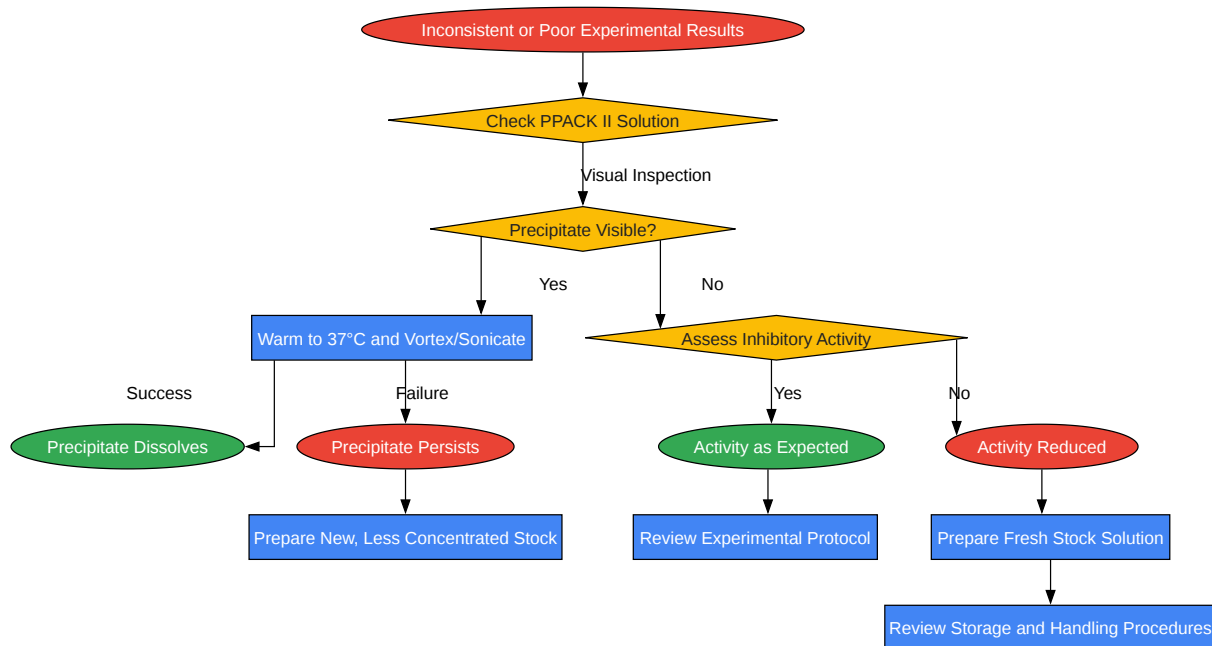 Inconsistent or Poor Experimental Results
Check PPACK II Solution
Visual Inspection
Precipitate Visible?
Yes
No
Warm to 37°C and Vortex/Sonicate
Assess Inhibitory Activity
Success
Failure
Yes
No
Precipitate Dissolves
Precipitate Persists
Activity as Expected
Activity Reduced
Prepare New, Less Concentrated Stock
Review Experimental Protocol
Prepare Fresh Stock Solution
Review Storage and Handling Procedures